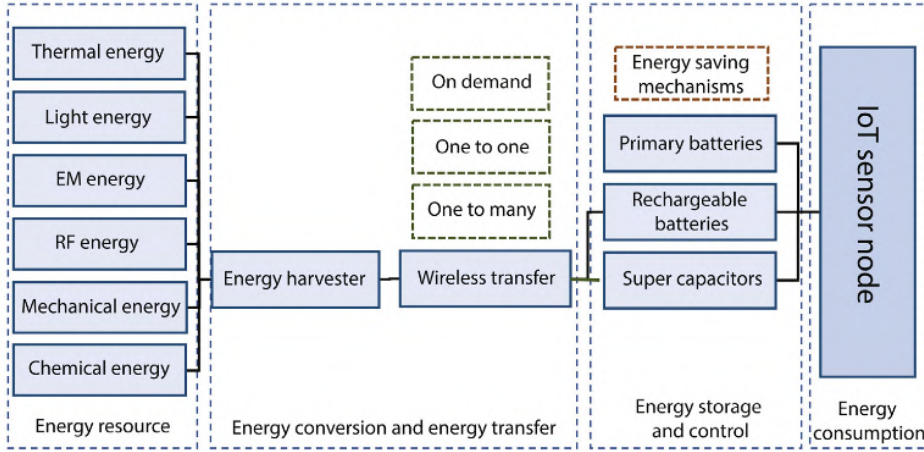 Thermal energy
Light energy
EM energy
RF energy
Mechanical energy
Chemical energy
Energy resource
On demand
One to one
One to many
Energy harvester
Wireless transfer
Energy conversion and energy transfer
Energy saving
mechanisms
Primary batteries
Rechargeable
batteries
Super capacitors
Energy storage
and control
IoT sensor node
Energy
consumption